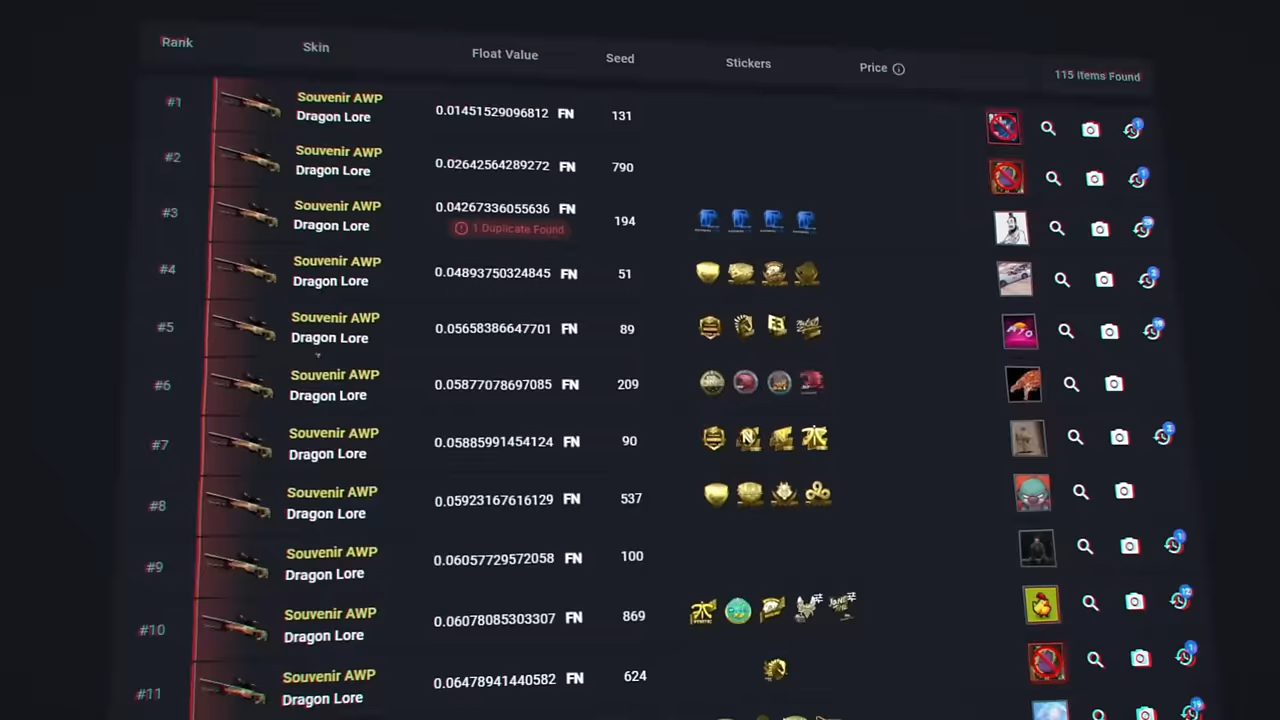 Rank Skin Float Value Seed Stickers Price 115 Items Found
#1 Souvenir AWP Dragon Lore 0.01451529096812 FN 131 1
#2 Souvenir AWP Dragon Lore 0.02642564289272 FN 790 1
#3 Souvenir AWP Dragon Lore 0.04267336055636 FN 194
1 Duplicate Found
#4 Souvenir AWP Dragon Lore 0.04893750324845 FN 51
#5 Souvenir AWP Dragon Lore 0.05658386647701 FN 89
#6 Souvenir AWP Dragon Lore 0.05877078697085 FN 209
#7 Souvenir AWP Dragon Lore 0.05885991454124 FN 90
#8 Souvenir AWP Dragon Lore 0.05923167616129 FN 537
#9 Souvenir AWP Dragon Lore 0.06057729572058 FN 100
#10 Souvenir AWP Dragon Lore 0.06078085303307 FN 869 12
#11 Souvenir AWP Dragon Lore 0.06478941440582 FN 624